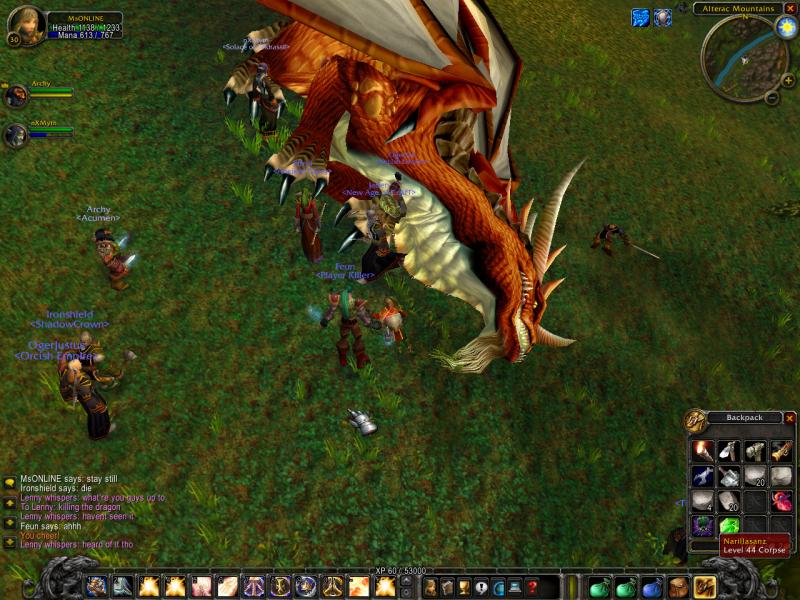 MsONLINE
Health 1138 / 1233
Mana 613 / 767
30
Alterac Mountains
N
Archy
nXMyrn
Archy
<Acumen>
Feun
<Player Killer>
Ironshield
<ShadowCrown>
OgerJustus
<Orcish Empire>
Backpack
20
4
20
MsONLINE says: stay still
Ironshield says: die
Lenny whispers: what're you guys up to
To Lenny: killing the dragon
Lenny whispers: havent seen it
Feun says: ahhh
You cheer!
Lenny whispers: heard of it tho
Narillasanz
Level 44 Corpse
XP 60 / 53000